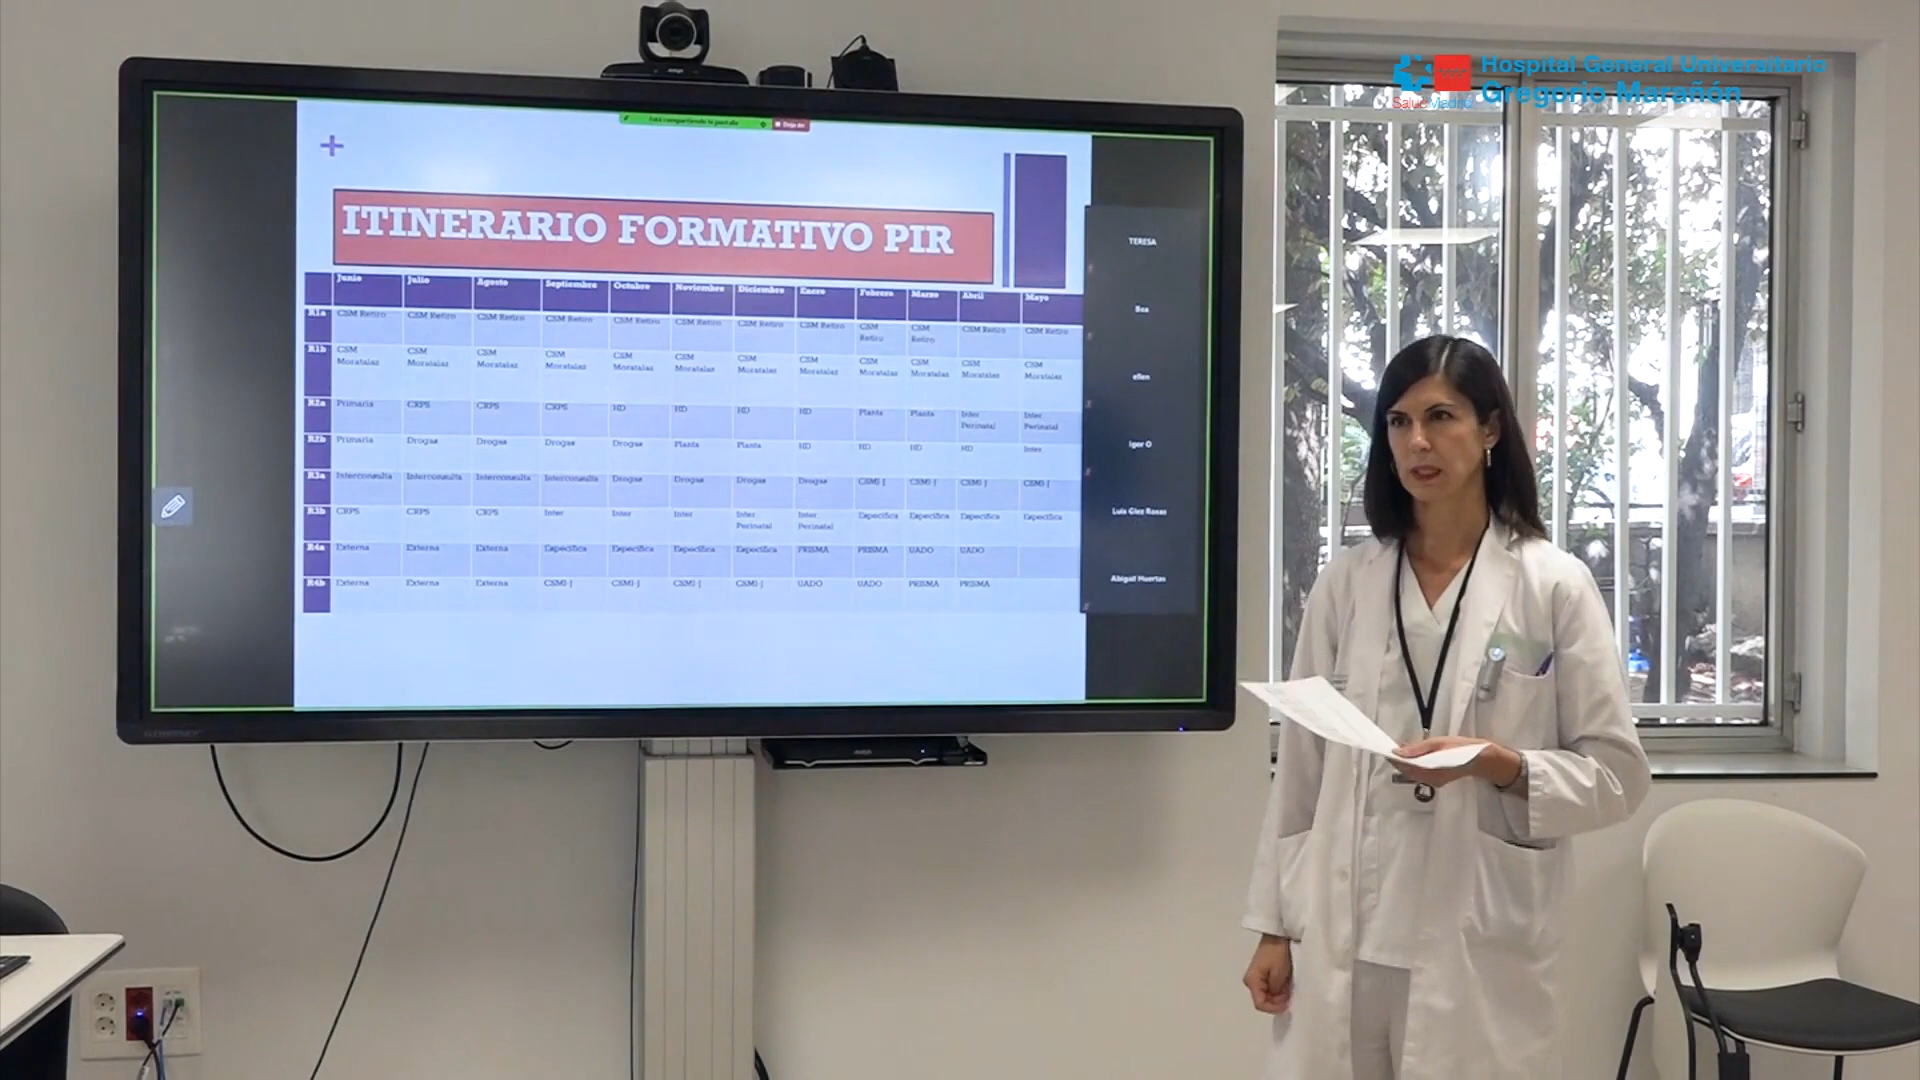 Hospital General Universitario
Gregorio Marañón
SaludMadrid
Está compartiendo la pantalla
ITINERARIO FORMATIVO PIR
Junio Julio Agosto Septiembre Octubre Noviembre Diciembre Enero Febrero Marzo Abril Mayo
R1a CSM Retiro CSM Retiro CSM Retiro CSM Retiro CSM Retiro CSM Retiro CSM Retiro CSM Retiro CSM Retiro CSM Retiro CSM Retiro CSM Retiro
R1b CSM Moratalaz CSM Moratalaz CSM Moratalaz CSM Moratalaz CSM Moratalaz CSM Moratalaz CSM Moratalaz CSM Moratalaz CSM Moratalaz CSM Moratalaz CSM Moratalaz CSM Moratalaz
R2a Primaria CRPS CRPS CRPS HD HD HD HD Planta Planta Inter Perinatal Inter Perinatal
R2b Primaria Drogas Drogas Drogas Drogas Planta Planta HD HD HD HD Inter
R3a Interconsulta Interconsulta Interconsulta Interconsulta Drogas Drogas Drogas Drogas CSMI-J CSMI-J CSMI-J CSMI-J
R3b CRPS CRPS CRPS Inter Inter Inter Inter Perinatal Inter Perinatal Específica Específica Específica Específica
R4a Externa Externa Externa Específica Específica Específica Específica PRISMA PRISMA UADO UADO
R4b Externa Externa Externa CSMI-J CSMI-J CSMI-J CSMI-J UADO UADO PRISMA PRISMA
TERESA
Bea
ellen
Igor O
Luis Glez Rosas
Abigail Huertas